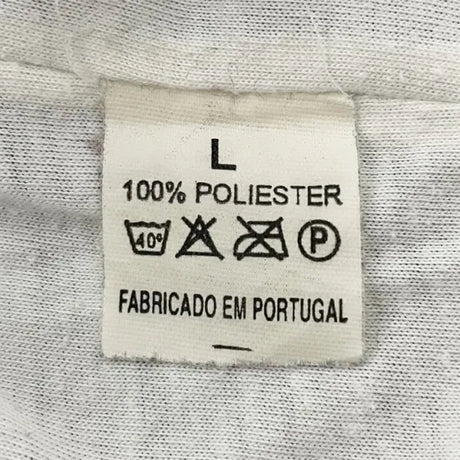 L
100% POLIESTER
40° P
FABRICADO EM PORTUGAL